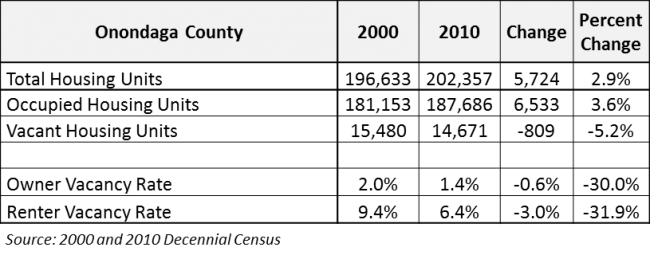 Onondaga County 2000 2010 Change Percent Change
Total Housing Units 196,633 202,357 5,724 2.9%
Occupied Housing Units 181,153 187,686 6,533 3.6%
Vacant Housing Units 15,480 14,671 -809 -5.2%
Owner Vacancy Rate 2.0% 1.4% -0.6% -30.0%
Renter Vacancy Rate 9.4% 6.4% -3.0% -31.9%
Source: 2000 and 2010 Decennial Census